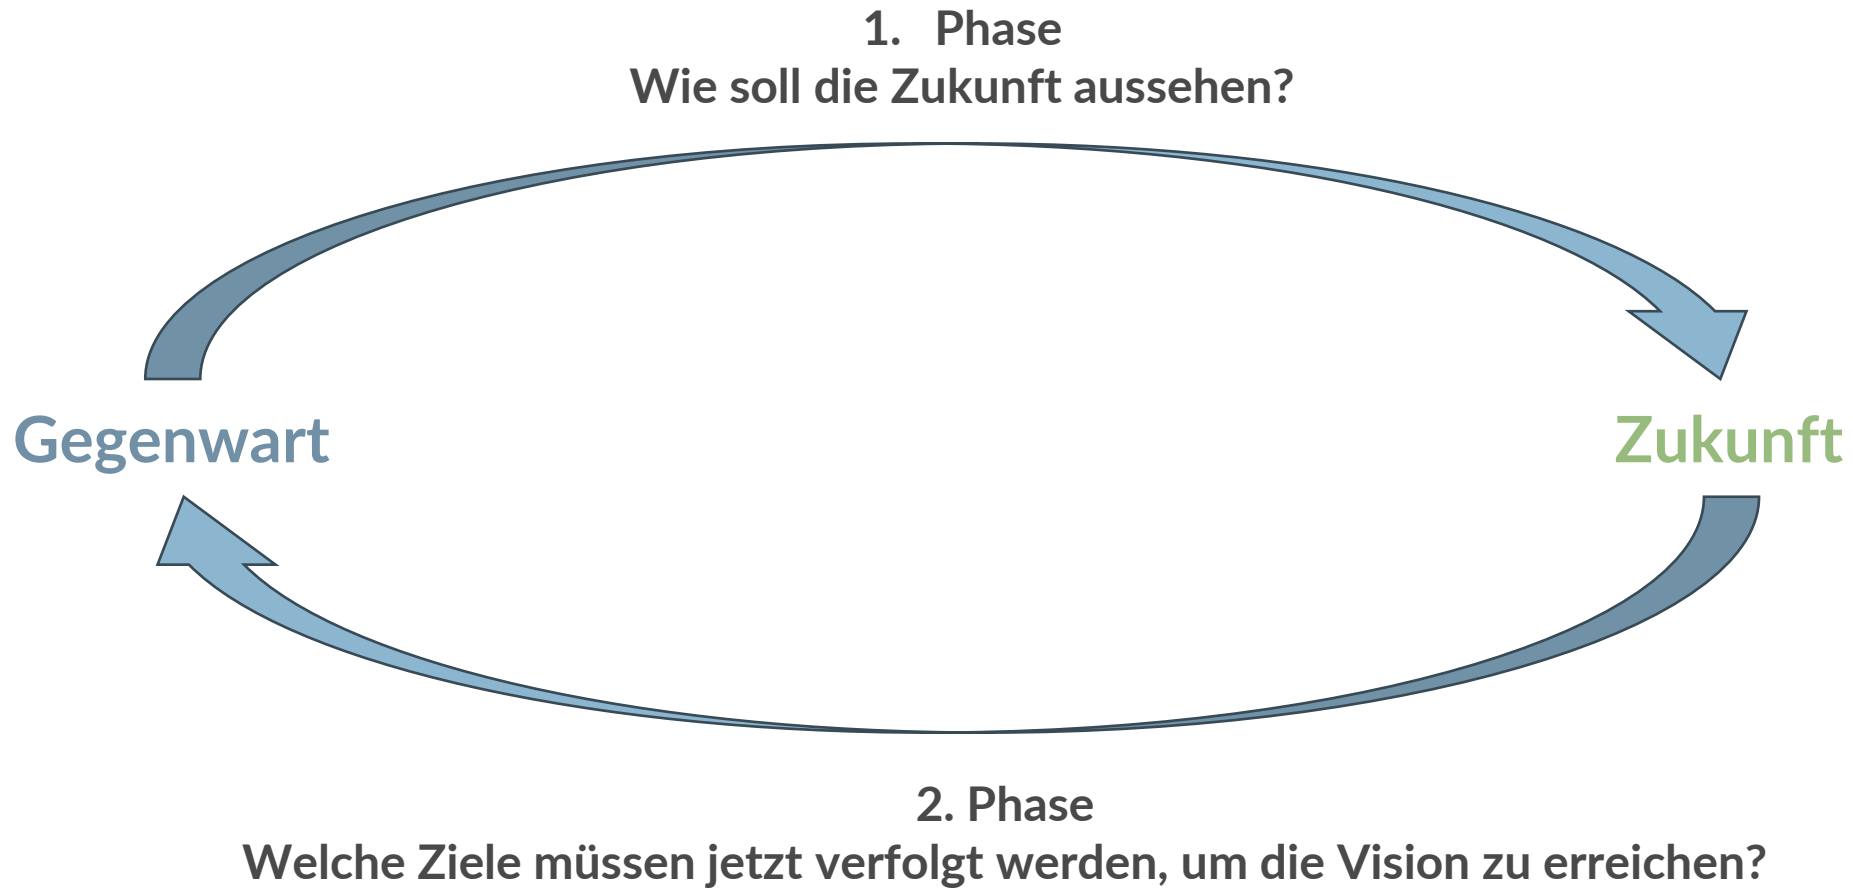 1. Phase
Wie soll die Zukunft aussehen?
Gegenwart
Zukunft
2. Phase
Welche Ziele müssen jetzt verfolgt werden, um die Vision zu erreichen?